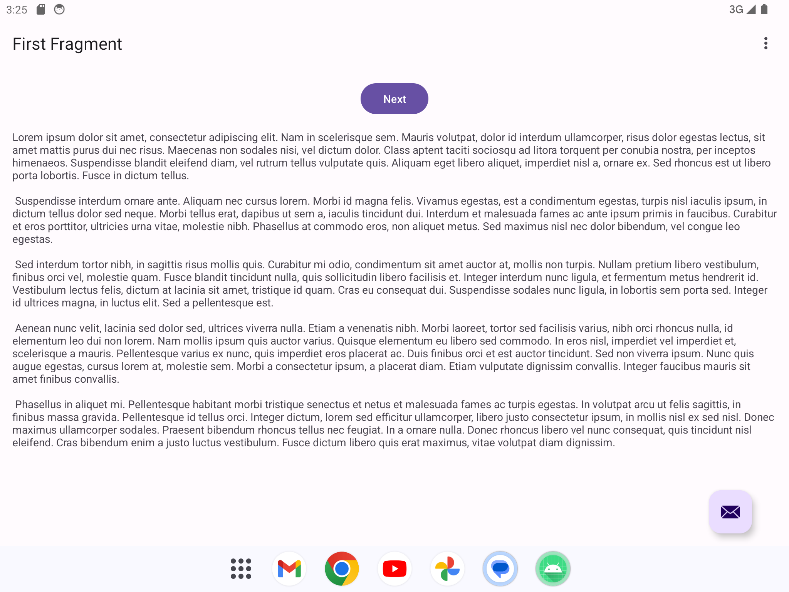 3:25
3G
First Fragment
Next
Lorem ipsum dolor sit amet, consectetur adipiscing elit. Nam in scelerisque sem. Mauris volutpat, dolor id interdum ullamcorper, risus dolor egestas lectus, sit
amet mattis purus dui nec risus. Maecenas non sodales nisi, vel dictum dolor. Class aptent taciti sociosqu ad litora torquent per conubia nostra, per inceptos
himenaeos. Suspendisse blandit eleifend diam, vel rutrum tellus vulputate quis. Aliquam eget libero aliquet, imperdiet nisl a, ornare ex. Sed rhoncus est ut libero
porta lobortis. Fusce in dictum tellus.
Suspendisse interdum ornare ante. Aliquam nec cursus lorem. Morbi id magna felis. Vivamus egestas, est a condimentum egestas, turpis nisl iaculis ipsum, in
dictum tellus dolor sed neque. Morbi tellus erat, dapibus ut sem a, iaculis tincidunt dui. Interdum et malesuada fames ac ante ipsum primis in faucibus. Curabitur
et eros porttitor, ultricies urna vitae, molestie nibh. Phasellus at commodo eros, non aliquet metus. Sed maximus nisl nec dolor bibendum, vel congue leo
egestas.
Sed interdum tortor nibh, in sagittis risus mollis quis. Curabitur mi odio, condimentum sit amet auctor at, mollis non turpis. Nullam pretium libero vestibulum,
finibus orci vel, molestie quam. Fusce blandit tincidunt nulla, quis sollicitudin libero facilisis et. Integer interdum nunc ligula, et fermentum metus hendrerit id.
Vestibulum lectus felis, dictum at lacinia sit amet, tristique id quam. Cras eu consequat dui. Suspendisse sodales nunc ligula, in lobortis sem porta sed. Integer
id ultrices magna, in luctus elit. Sed a pellentesque est.
Aenean nunc velit, lacinia sed dolor sed, ultrices viverra nulla. Etiam a venenatis nibh. Morbi laoreet, tortor sed facilisis varius, nibh orci rhoncus nulla, id
elementum leo dui non lorem. Nam mollis ipsum quis auctor varius. Quisque elementum eu libero sed commodo. In eros nisl, imperdiet vel imperdiet et,
scelerisque a mauris. Pellentesque varius ex nunc, quis imperdiet eros placerat ac. Duis finibus orci et est auctor tincidunt. Sed non viverra ipsum. Nunc quis
augue egestas, cursus lorem at, molestie sem. Morbi a consectetur ipsum, a placerat diam. Etiam vulputate dignissim convallis. Integer faucibus mauris sit
amet finibus convallis.
Phasellus in aliquet mi. Pellentesque habitant morbi tristique senectus et netus et malesuada fames ac turpis egestas. In volutpat arcu ut felis sagittis, in
finibus massa gravida. Pellentesque id tellus orci. Integer dictum, lorem sed efficitur ullamcorper, libero justo consectetur ipsum, in mollis nisl ex sed nisl. Donec
maximus ullamcorper sodales. Praesent bibendum rhoncus tellus nec feugiat. In a ornare nulla. Donec rhoncus libero vel nunc consequat, quis tincidunt nisl
eleifend. Cras bibendum enim a justo luctus vestibulum. Fusce dictum libero quis erat maximus, vitae volutpat diam dignissim.